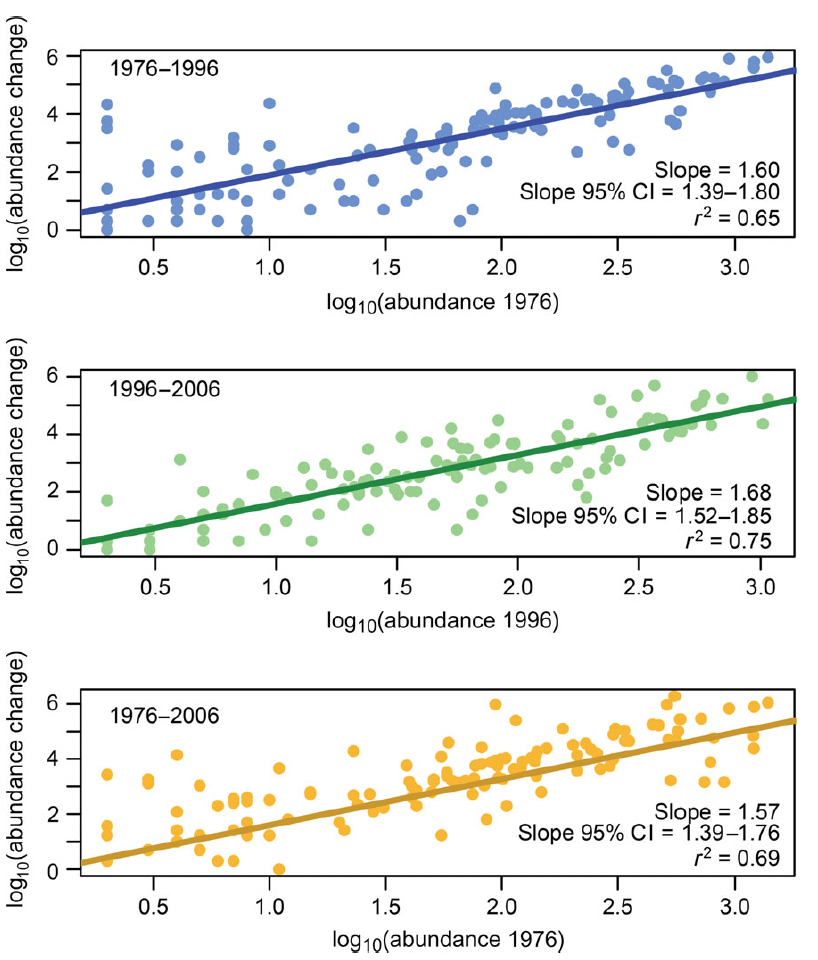 log10(abundance change)
6
4
2
0
1976–1996
Slope = 1.60
Slope 95% CI = 1.39–1.80
r2 = 0.65
0.5 1.0 1.5 2.0 2.5 3.0
log10(abundance 1976)
log10(abundance change)
6
4
2
0
1996–2006
Slope = 1.68
Slope 95% CI = 1.52–1.85
r2 = 0.75
0.5 1.0 1.5 2.0 2.5 3.0
log10(abundance 1996)
log10(abundance change)
6
4
2
0
1976–2006
Slope = 1.57
Slope 95% CI = 1.39–1.76
r2 = 0.69
0.5 1.0 1.5 2.0 2.5 3.0
log10(abundance 1976)